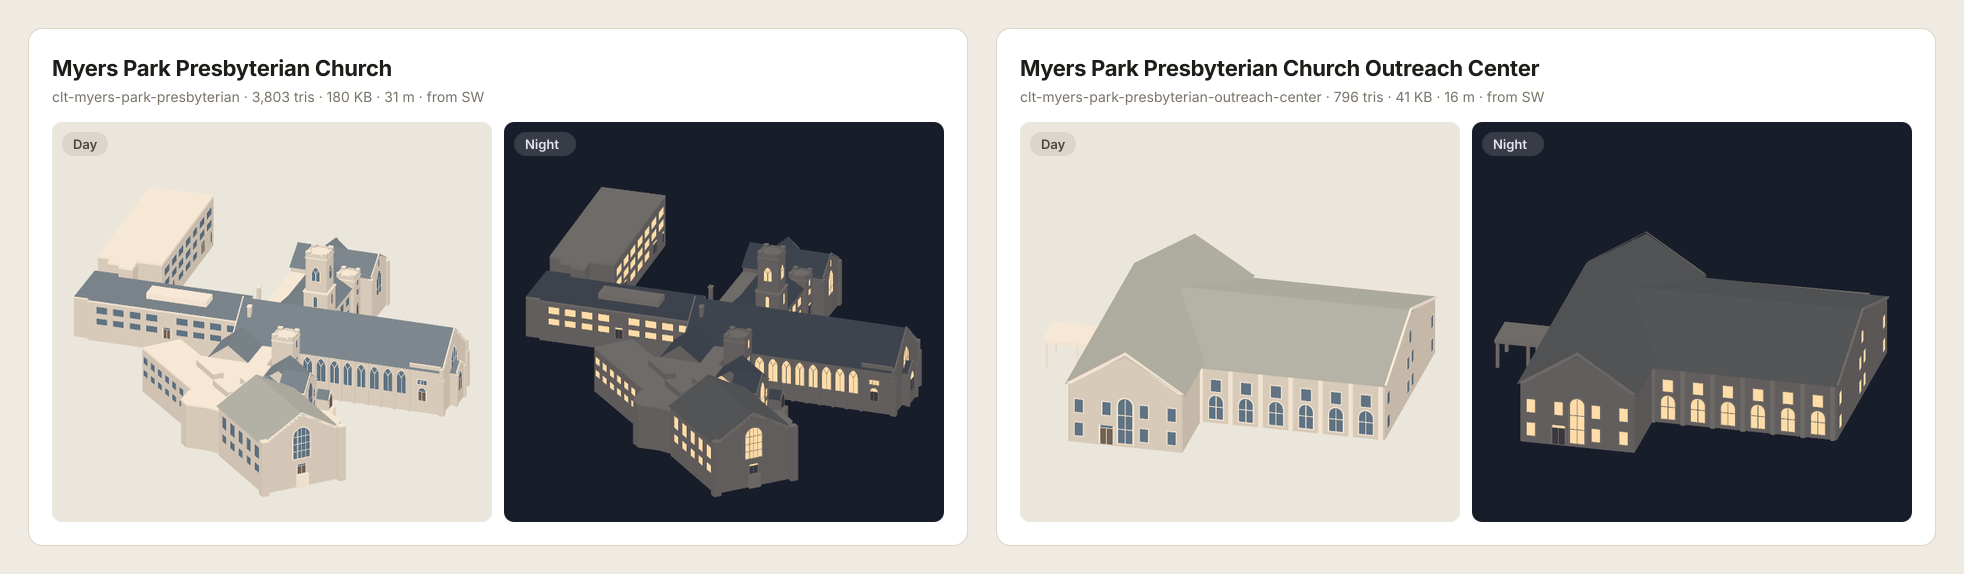 Myers Park Presbyterian Church
clt-myers-park-presbyterian · 3,803 tris · 180 KB · 31 m · from SW
Day
Night
Myers Park Presbyterian Church Outreach Center
clt-myers-park-presbyterian-outreach-center · 796 tris · 41 KB · 16 m · from SW
Day
Night